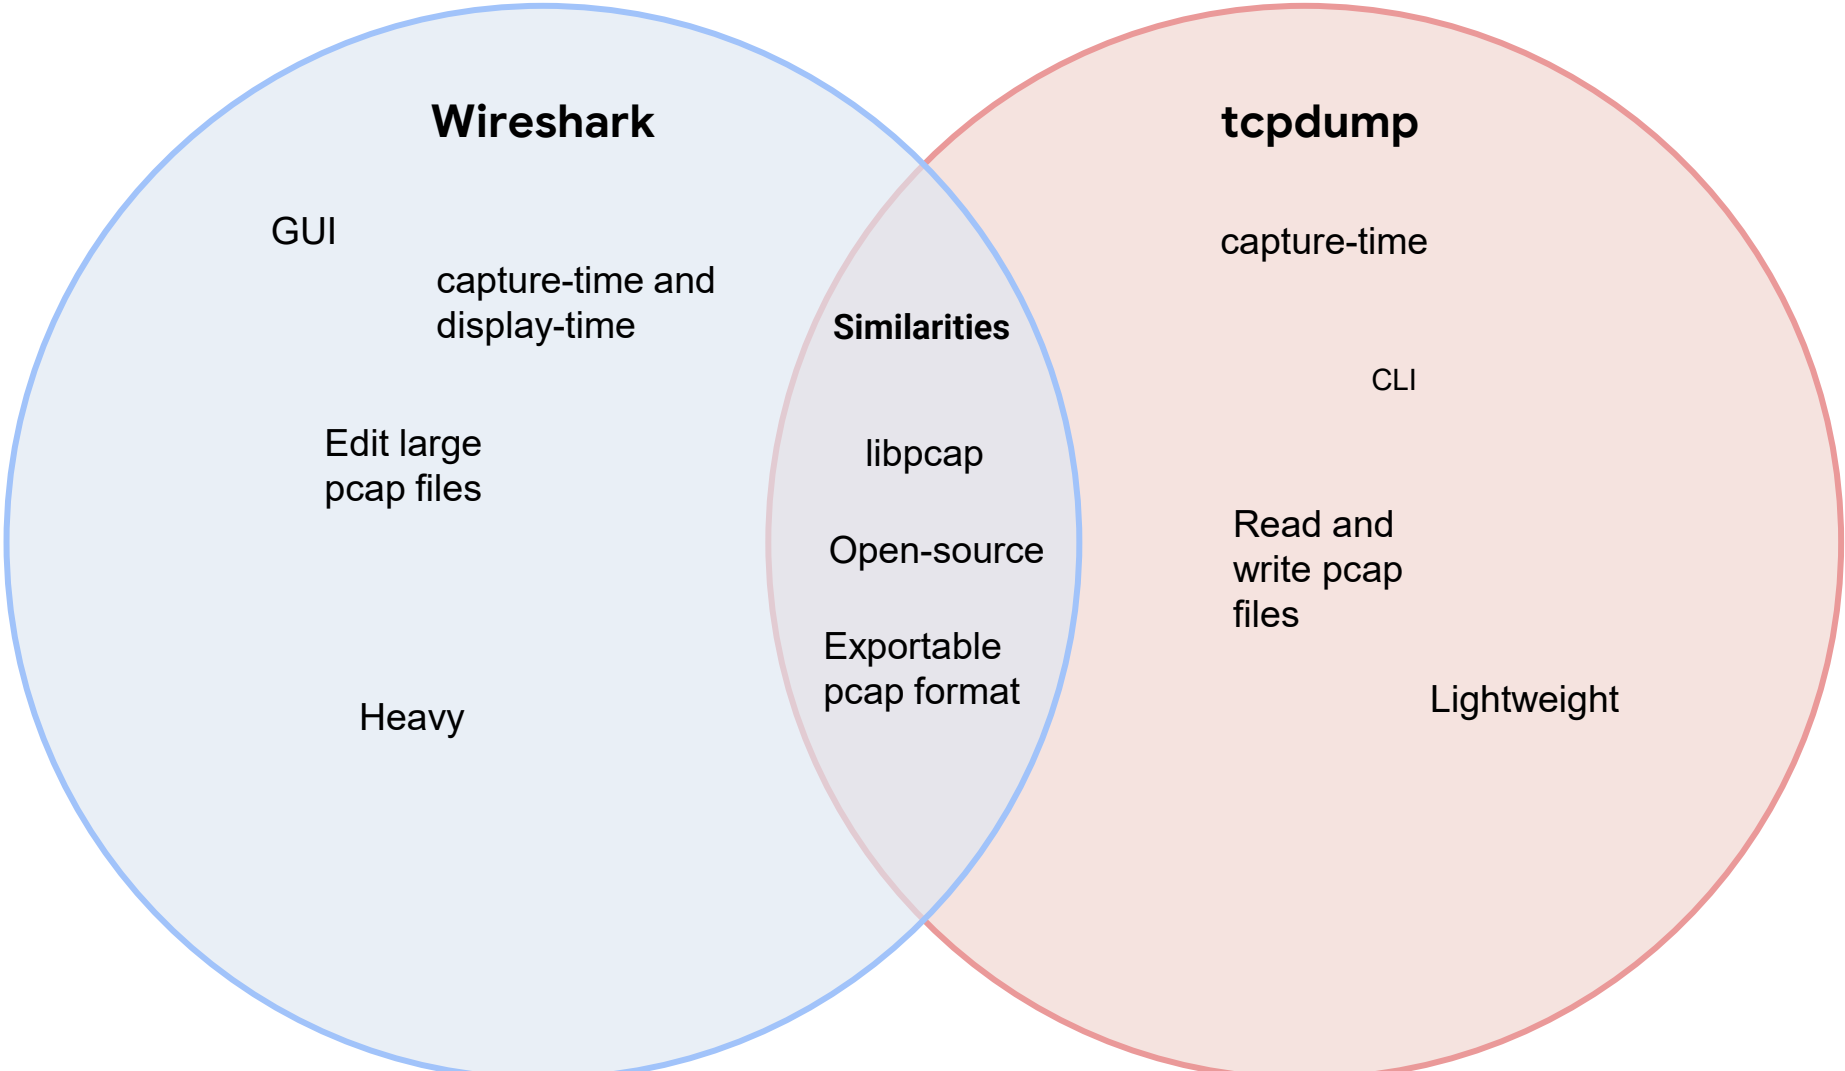 Wireshark
GUI
capture-time and
display-time
Edit large
pcap files
Heavy
Similarities
libpcap
Open-source
Exportable
pcap format
tcpdump
capture-time
CLI
Read and
write pcap
files
Lightweight